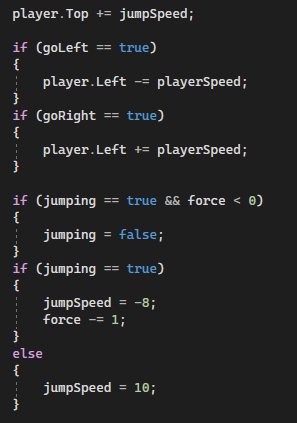 player.Top += jumpSpeed;
if (goLeft == true)
{
player.Left -= playerSpeed;
}
if (goRight == true)
{
player.Left += playerSpeed;
}
if (jumping == true && force < 0)
{
jumping = false;
}
if (jumping == true)
{
jumpSpeed = -8;
force -= 1;
}
else
{
jumpSpeed = 10;
}